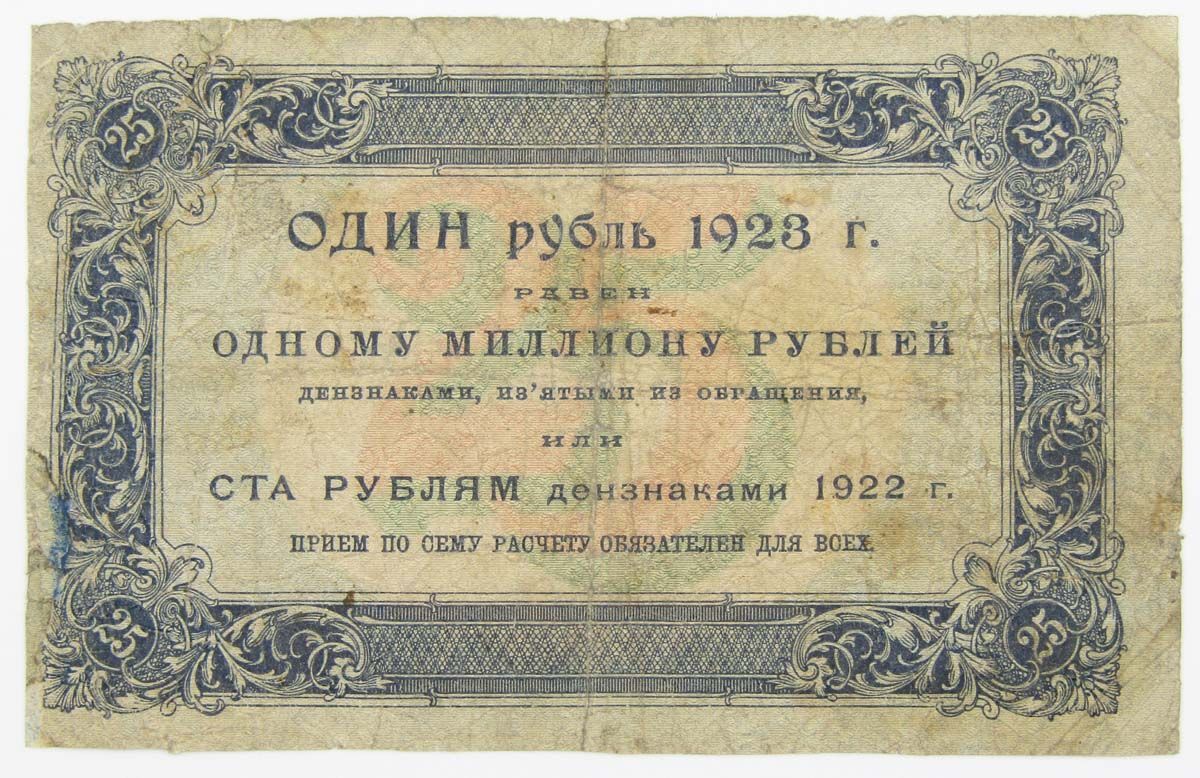 25
25
ОДИН рубль 1923 г.
РАВЕН
ОДНОМУ МИЛЛИОНУ РУБЛЕЙ
ДЕНЗНАКАМИ, ИЗ'ЯТЫМИ ИЗ ОБРАЩЕНИЯ,
ИЛИ
СТА РУБЛЯМ дензнаками 1922 г.
ПРИЕМ ПО СЕМУ РАСЧЕТУ ОБЯЗАТЕЛЕН ДЛЯ ВСЕХ.
25
25
25